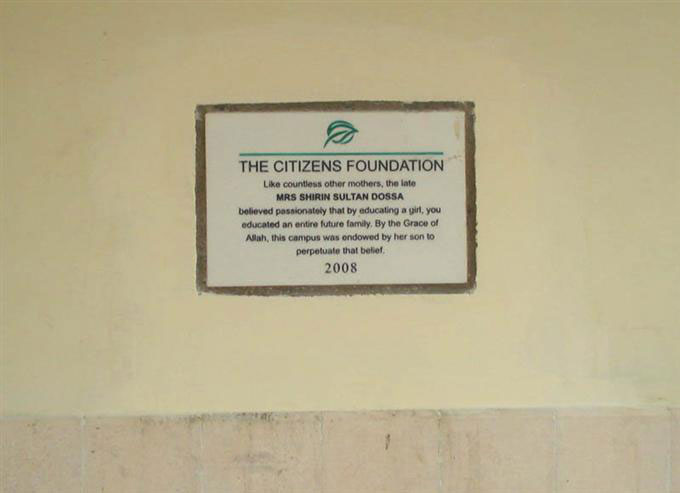 THE CITIZENS FOUNDATION
Like countless other mothers, the late
MRS SHIRIN SULTAN DOSSA
believed passionately that by educating a girl, you
educated an entire future family. By the Grace of
Allah, this campus was endowed by her son to
perpetuate that belief.
2008